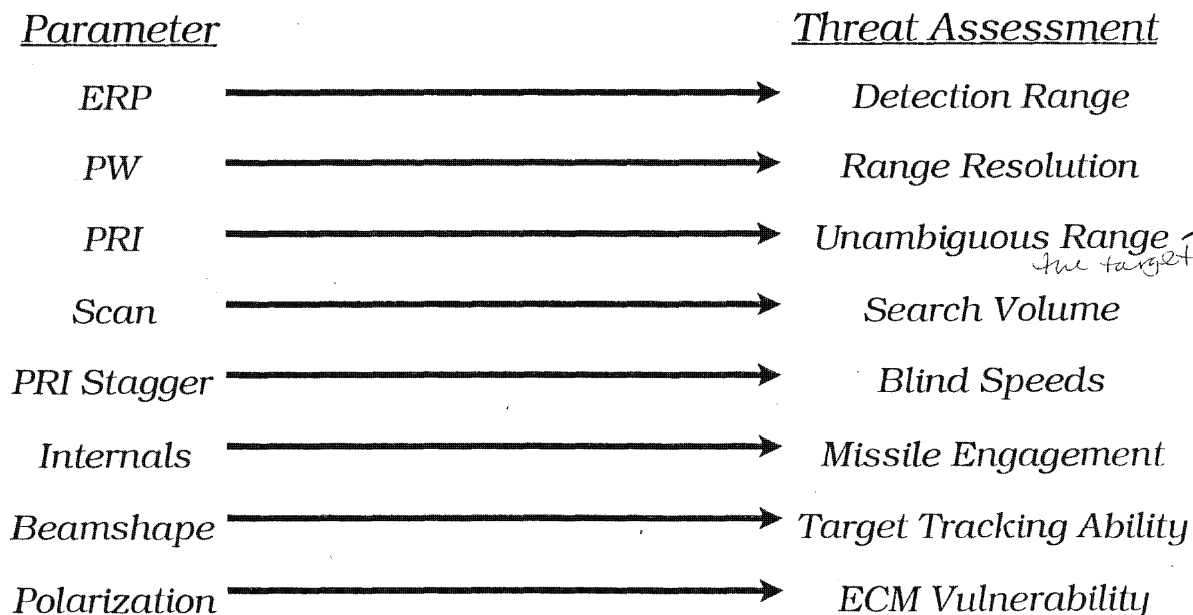 Parameter Threat Assessment
ERP Detection Range
PW Range Resolution
PRI Unambiguous Range
the target
Scan Search Volume
PRI Stagger Blind Speeds
Internals Missile Engagement
Beamshape Target Tracking Ability
Polarization ECM Vulnerability